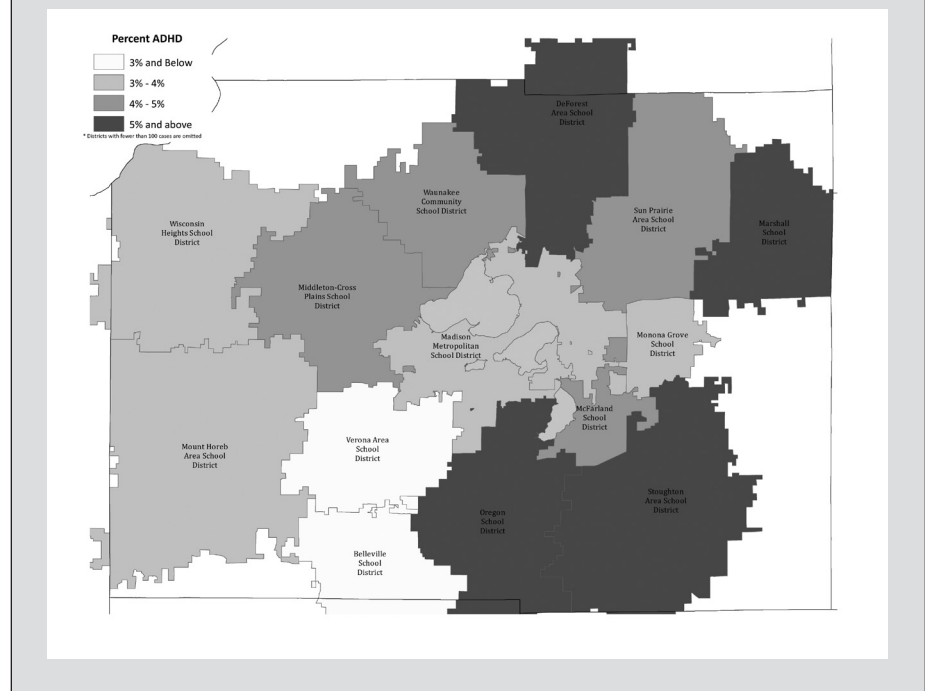 Percent ADHD
3% and Below
3% - 4%
4% - 5%
5% and above
* Districts with fewer than 100 cases are omitted
DeForest
Area School
District
Waunakee
Community
School District
Sun Prairie
Area School
District
Marshall
School
District
Wisconsin
Heights School
District
Middleton-Cross
Plains School
District
Madison
Metropolitan
School District
Monona Grove
School
District
McFarland
School
District
Verona Area
School
District
Mount Horeb
Area School
District
Stoughton
Area School
District
Oregon
School
District
Belleville
School
District